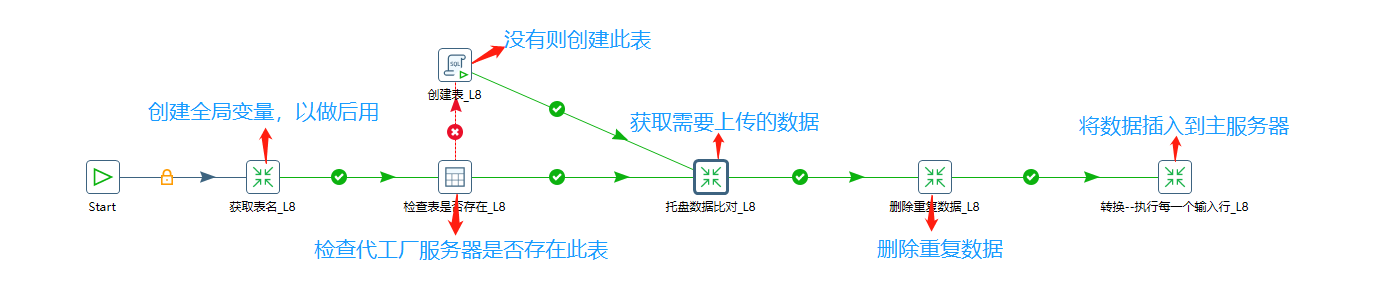 没有则创建此表
SQL
创建表_L8
创建全局变量，以做后用
获取需要上传的数据
将数据插入到主服务器
Start
获取表名_L8
检查表是否存在_L8
托盘数据比对_L8
删除重复数据_L8
转换--执行每一个输入行_L8
检查代工厂服务器是否存在此表
删除重复数据